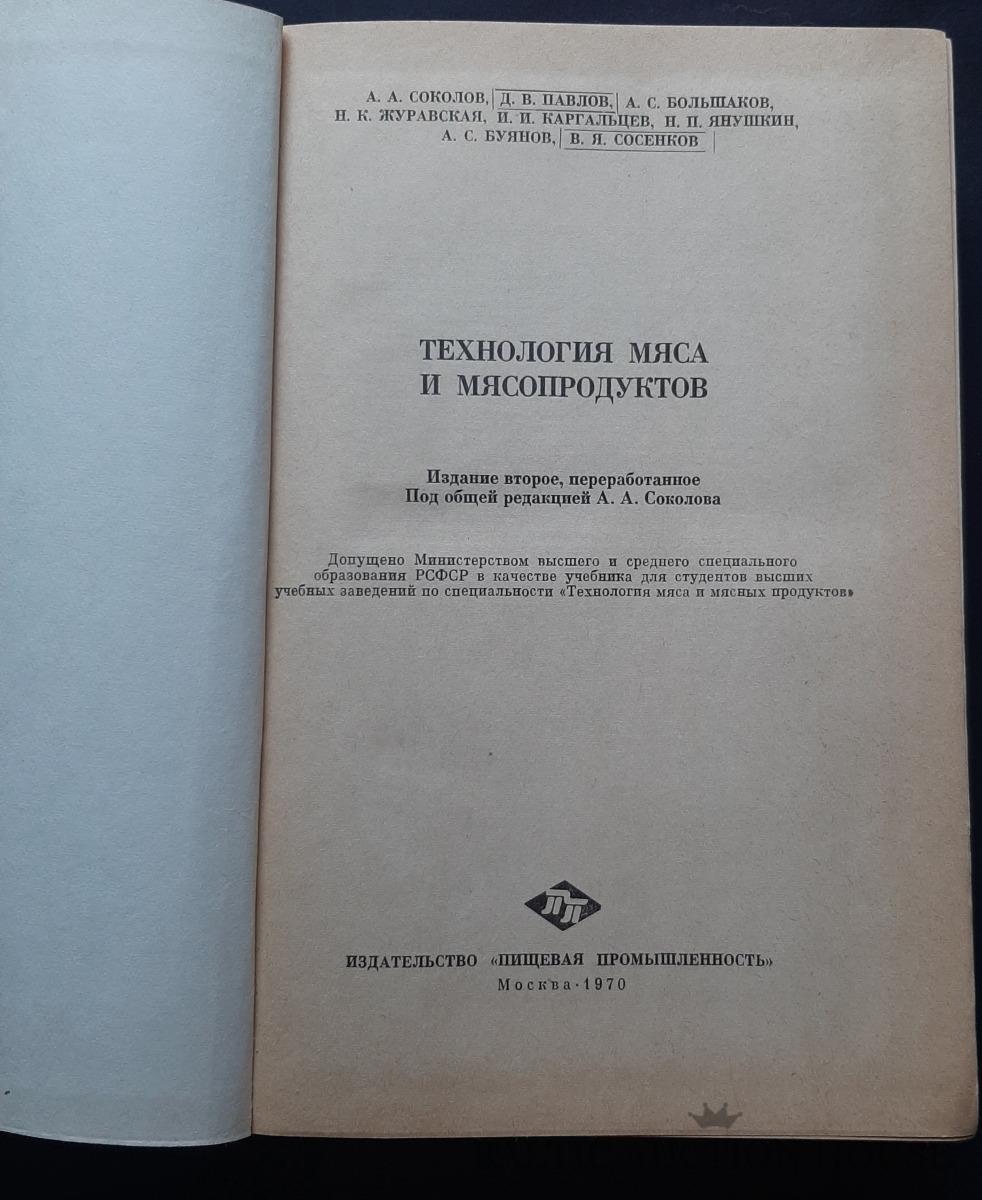 А. А. СОКОЛОВ, Д. В. ПАВЛОВ, А. С. БОЛЬШАКОВ,
Н. К. ЖУРАВСКАЯ, И. И. КАРГАЛЬЦЕВ, Н. П. ЯНУШКИН,
А. С. БУЯНОВ, В. Я. СОСЕНКОВ
ТЕХНОЛОГИЯ МЯСА
И МЯСОПРОДУКТОВ
Издание второе, переработанное
Под общей редакцией А. А. Соколова
Допущено Министерством высшего и среднего специального
образования РСФСР в качестве учебника для студентов высших
учебных заведений по специальности «Технология мяса и мясных продуктов»
ПП
ИЗДАТЕЛЬСТВО «ПИЩЕВАЯ ПРОМЫШЛЕННОСТЬ»
Москва·1970